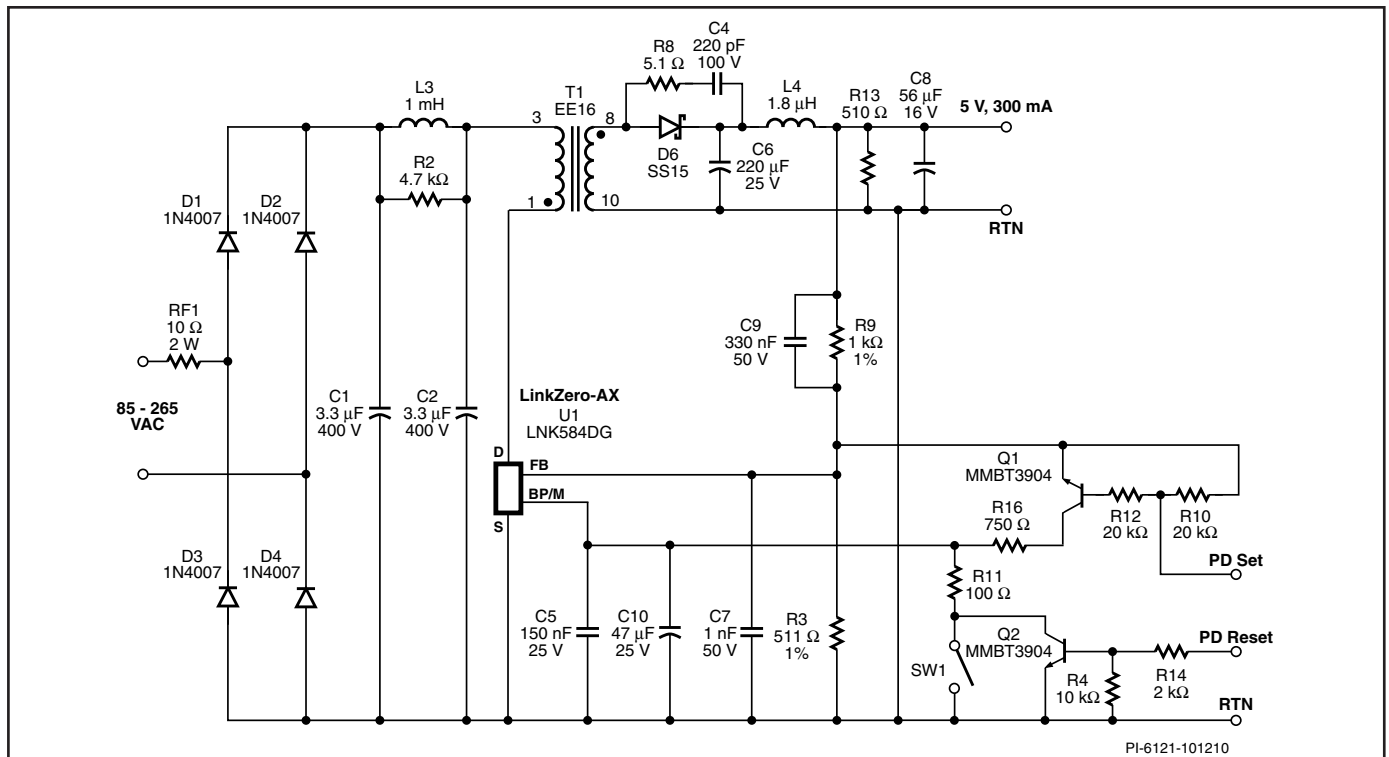 C4
220 pF
100 V
R8
5.1 Ω
L3
1 mH
T1
EE16
L4
1.8 µH
R13
510 Ω
C8
56 µF
16 V
5 V, 300 mA
3
8
D6
SS15
C6
220 µF
25 V
R2
4.7 kΩ
1
10
RTN
D1
1N4007
D2
1N4007
RF1
10 Ω
2 W
85 - 265
VAC
C1
3.3 µF
400 V
C2
3.3 µF
400 V
C9
330 nF
50 V
R9
1 kΩ
1%
LinkZero-AX
U1
LNK584DG
D
FB
BP/M
S
Q1
MMBT3904
R12
20 kΩ
R10
20 kΩ
R16
750 Ω
PD Set
D3
1N4007
D4
1N4007
R11
100 Ω
C5
150 nF
25 V
C10
47 µF
25 V
C7
1 nF
50 V
R3
511 Ω
1%
Q2
MMBT3904
PD Reset
SW1
R4
10 kΩ
R14
2 kΩ
RTN
PI-6121-101210